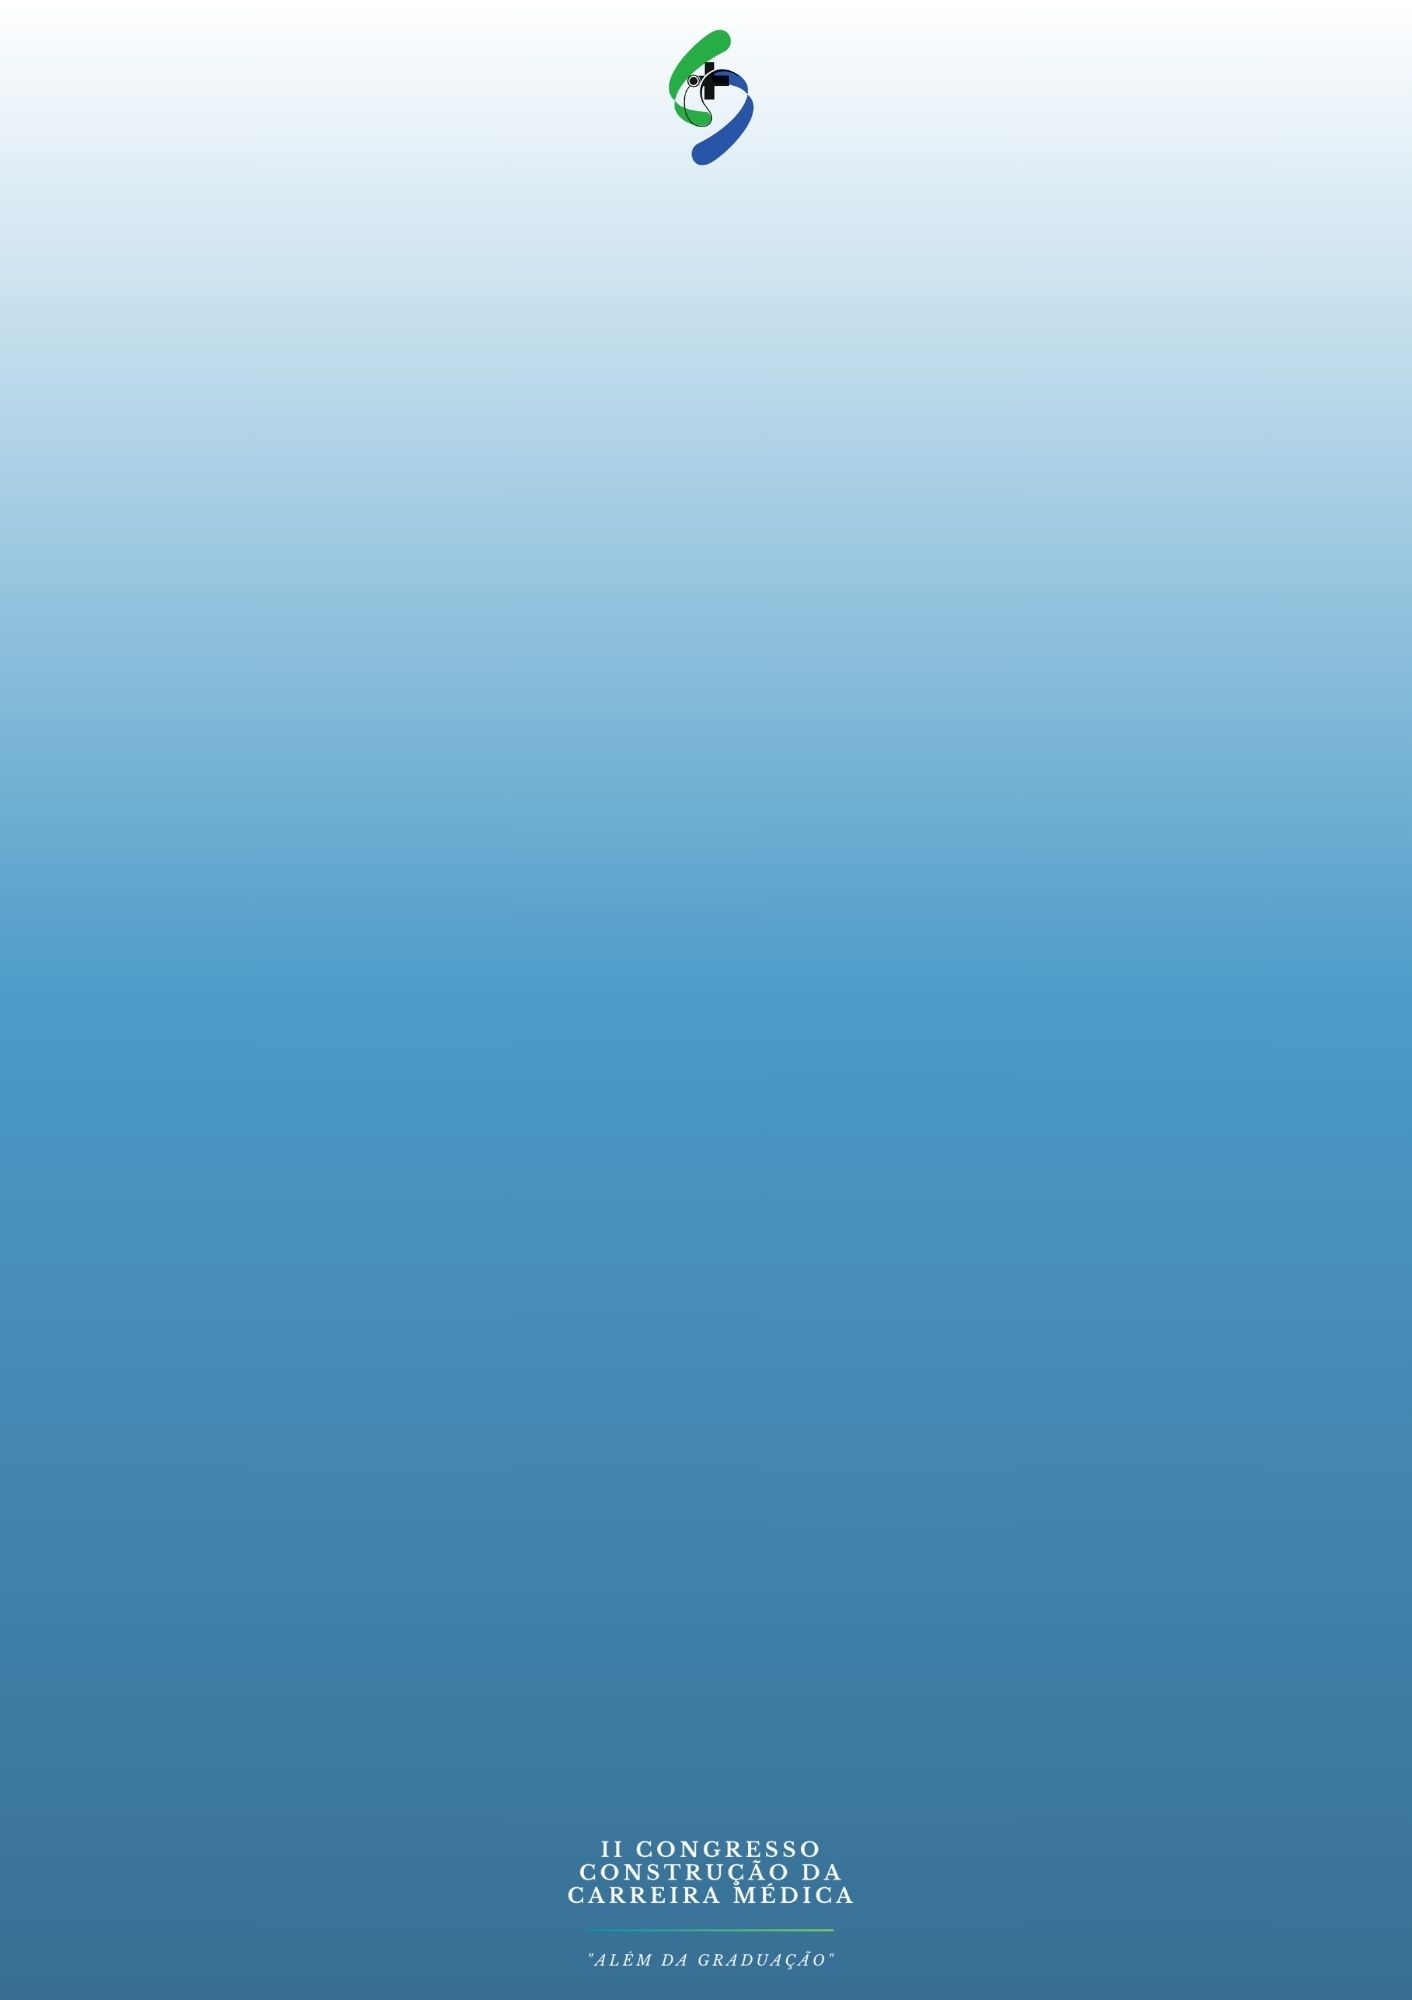 II CONGRESSO
CONSTRUÇÃO DA
CARREIRA MÉDICA
"ALÉM DA GRADUAÇÃO"